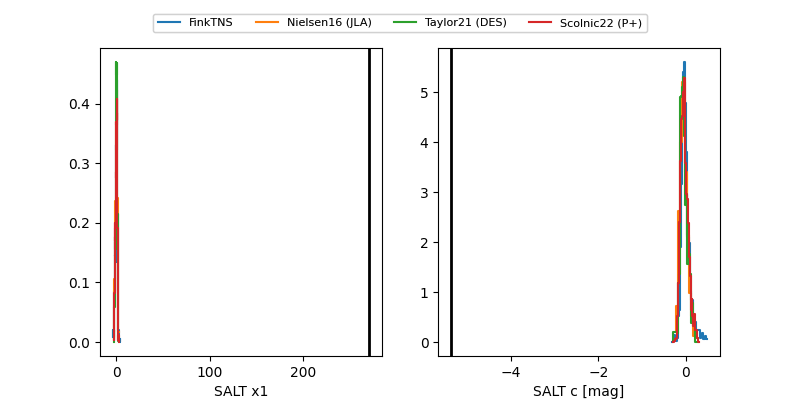 FinkTNS Nielsen16 (JLA) Taylor21 (DES) Scolnic22 (P+)
0.4
0.3
0.2
0.1
0.0
0 100 200
SALT x1
5
4
3
2
1
0
−4 −2 0
SALT c [mag]